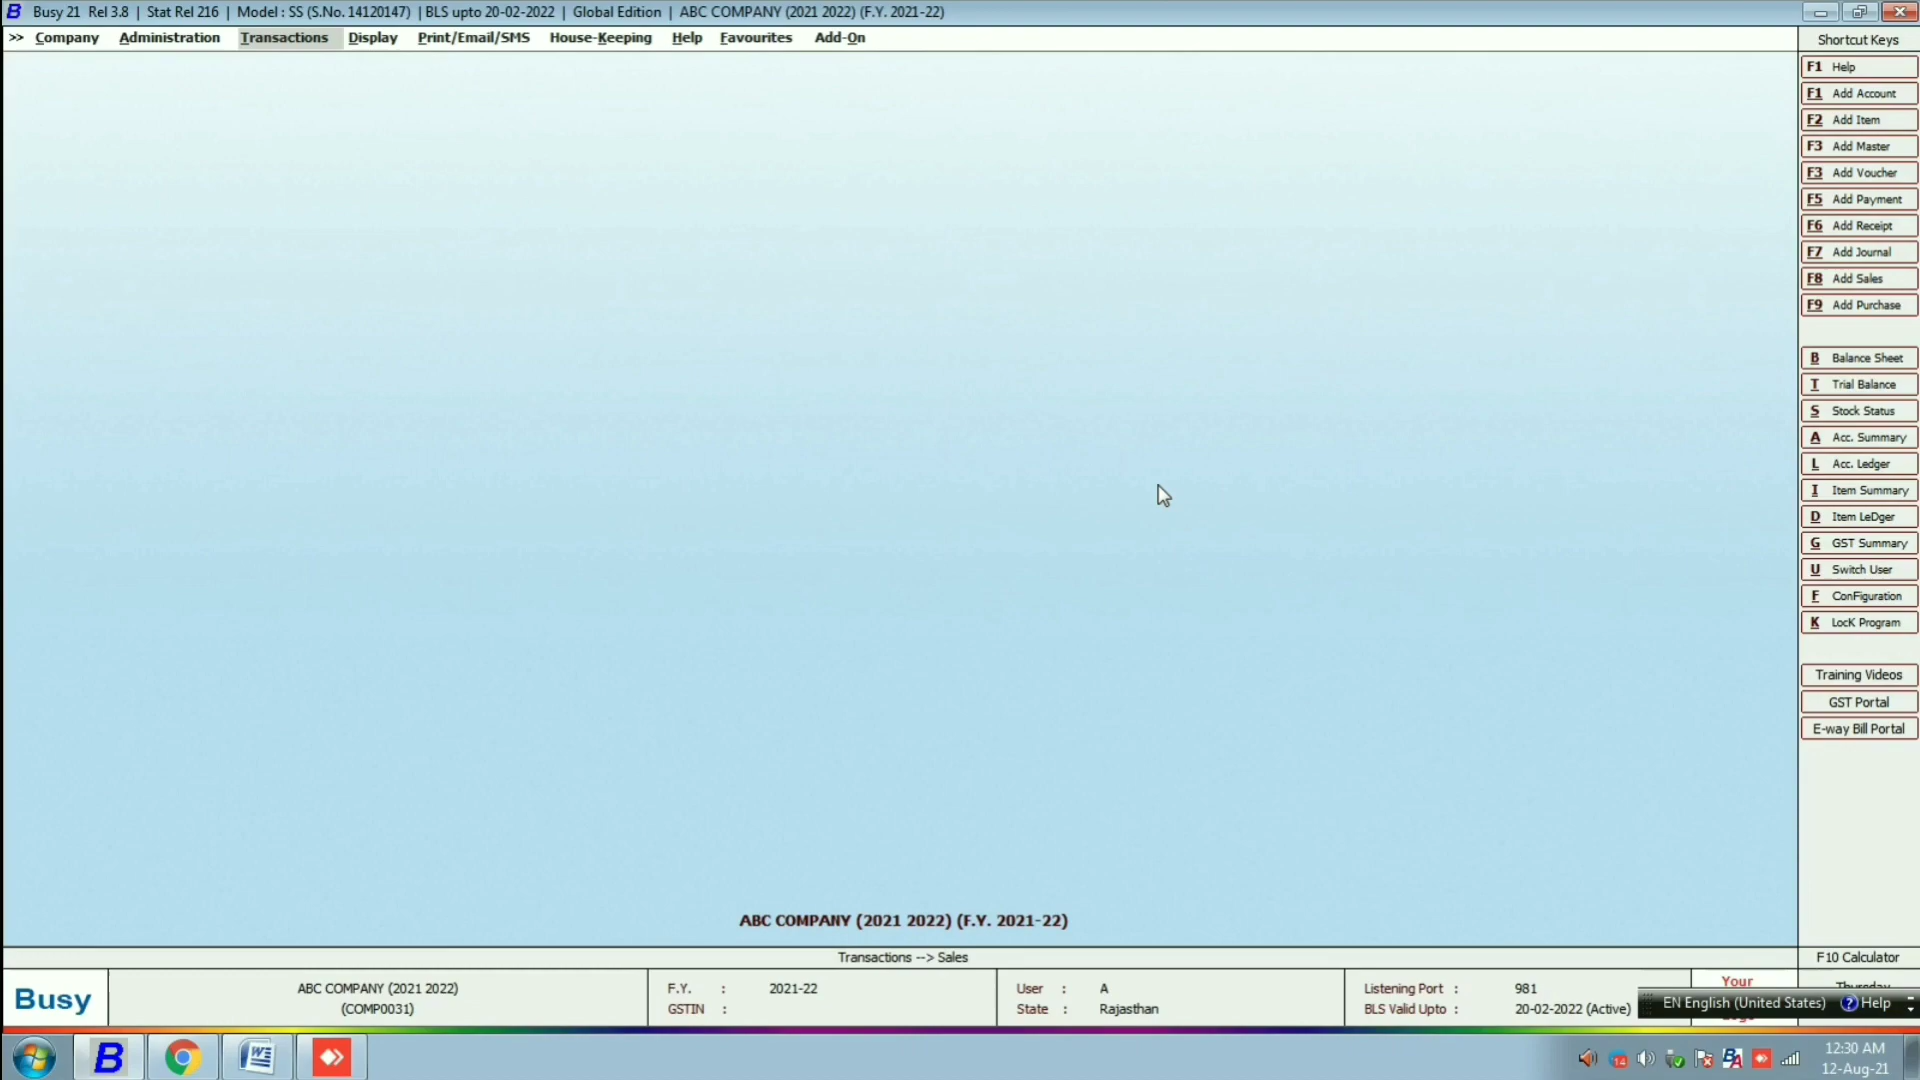 Busy 21 Rel 3.8 | Stat Rel 216 | Model : SS (S.No. 14120147) | BLS upto 20-02-2022 | Global Edition | ABC COMPANY (2021 2022) (F.Y. 2021-22)
>> Company Administration Transactions Display Print/Email/SMS House-Keeping Help Favourites Add-On
Shortcut Keys
F1 Help
F1 Add Account
F2 Add Item
F3 Add Master
F3 Add Voucher
F5 Add Payment
F6 Add Receipt
F7 Add Journal
F8 Add Sales
F9 Add Purchase
B Balance Sheet
T Trial Balance
S Stock Status
A Acc. Summary
L Acc. Ledger
I Item Summary
D Item LeDger
G GST Summary
U Switch User
F ConFiguration
K LocK Program
Training Videos
GST Portal
E-way Bill Portal
ABC COMPANY (2021 2022) (F.Y. 2021-22)
Transactions --> Sales
F10 Calculator
Busy
ABC COMPANY (2021 2022)
(COMP0031)
F.Y. : 2021-22
GSTIN :
User : A
State : Rajasthan
Listening Port : 981
BLS Valid Upto : 20-02-2022 (Active)
Your
EN English (United States) Help
12:30 AM
12-Aug-21